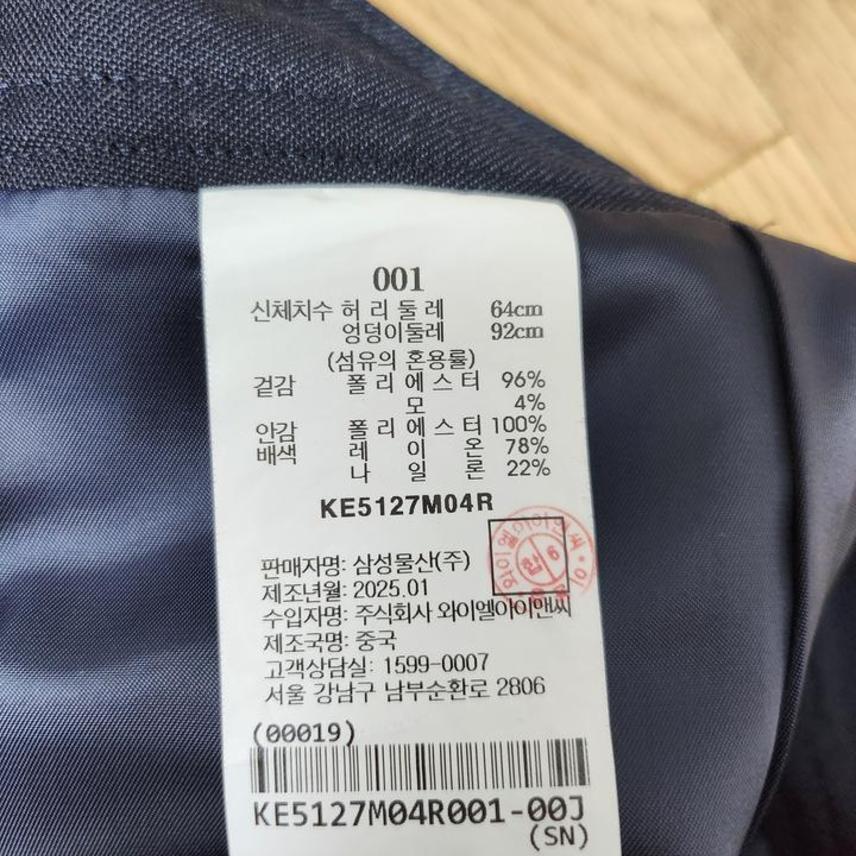 001
신체치수 허 리 둘 레 64cm
엉덩이둘레 92cm
(섬유의 혼용률)
겉감 폴 리 에 스 터 96%
모 4%
안감 폴 리 에 스 터 100%
배색 레 이 온 78%
나 일 론 22%
KE5127M04R
판매자명: 삼성물산(주)
제조년월: 2025.01
수입자명: 주식회사 와이엘아이앤씨
제조국명: 중국
고객상담실: 1599-0007
서울 강남구 남부순환로 2806
합 6
(00019)
KE5127M04R001-00J
(SN)